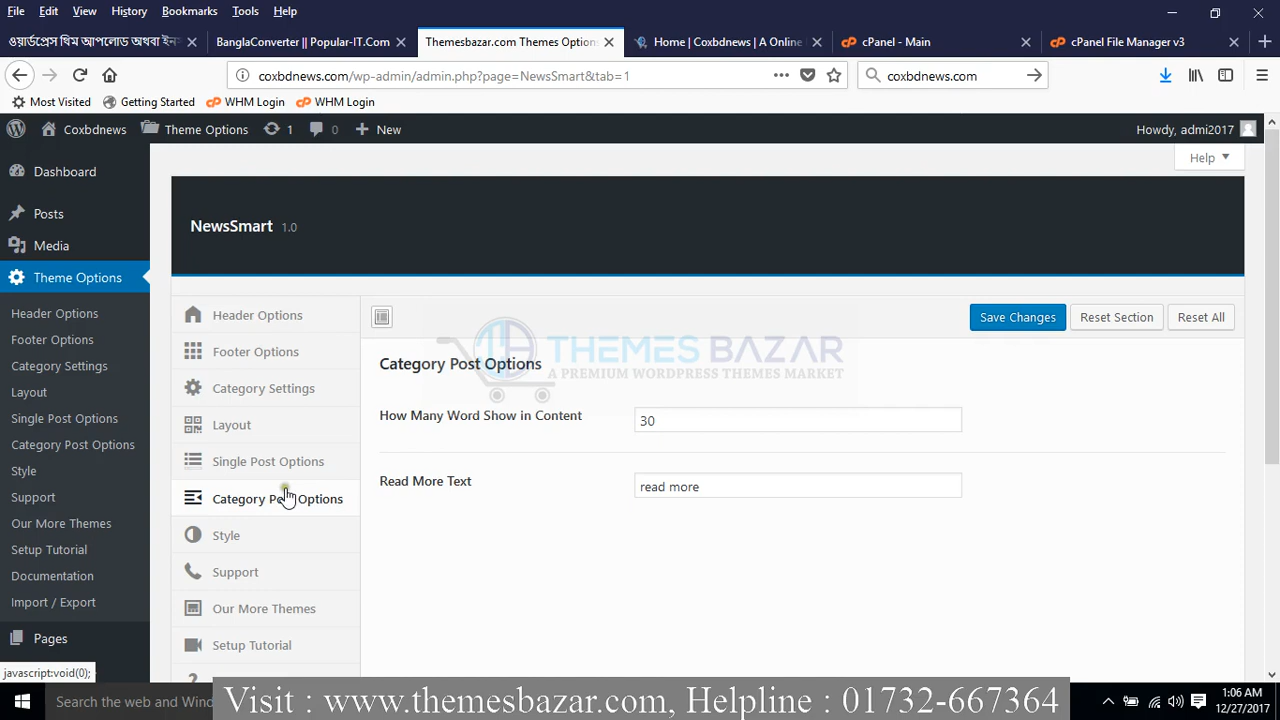 File Edit View History Bookmarks Tools Help
ওয়ার্ডপ্রেস থিম আপলোড অথবা ইনস BanglaConverter || Popular-IT.Com Themesbazar.com Themes Options Home | Coxbdnews | A Online cPanel - Main cPanel File Manager v3
coxbdnews.com/wp-admin/admin.php?page=NewsSmart&tab=1 coxbdnews.com
Most Visited Getting Started WHM Login WHM Login
Coxbdnews Theme Options 1 0 New Howdy, admi2017
Help
Dashboard
Posts
Media
Theme Options
Header Options
Footer Options
Category Settings
Layout
Single Post Options
Category Post Options
Style
Support
Our More Themes
Setup Tutorial
Documentation
Import / Export
Pages
NewsSmart 1.0
Header Options
Footer Options
Category Settings
Layout
Single Post Options
Category Post Options
Style
Support
Our More Themes
Setup Tutorial
Save Changes Reset Section Reset All
THEMES BAZAR
A PREMIUM WORDPRESS THEMES MARKET
Category Post Options
How Many Word Show in Content 30
Read More Text read more
javascript:void(0);
Search the web and Wind
Visit : www.themesbazar.com, Helpline : 01732-667364
1:06 AM
12/27/2017